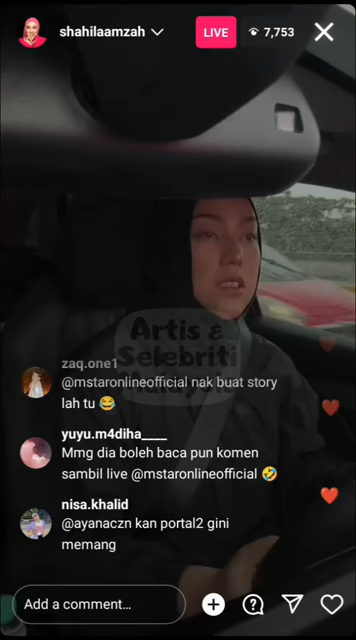 shahilaamzah
LIVE
7,753
Artis &
Selebriti
Malaysia
zaq.one1
@mstaronlineofficial nak buat story
lah tu 😂
yuyu.m4diha____
Mmg dia boleh baca pun komen
sambil live @mstaronlineofficial 🤣
nisa.khalid
@ayanaczn kan portal2 gini
memang
Add a comment...